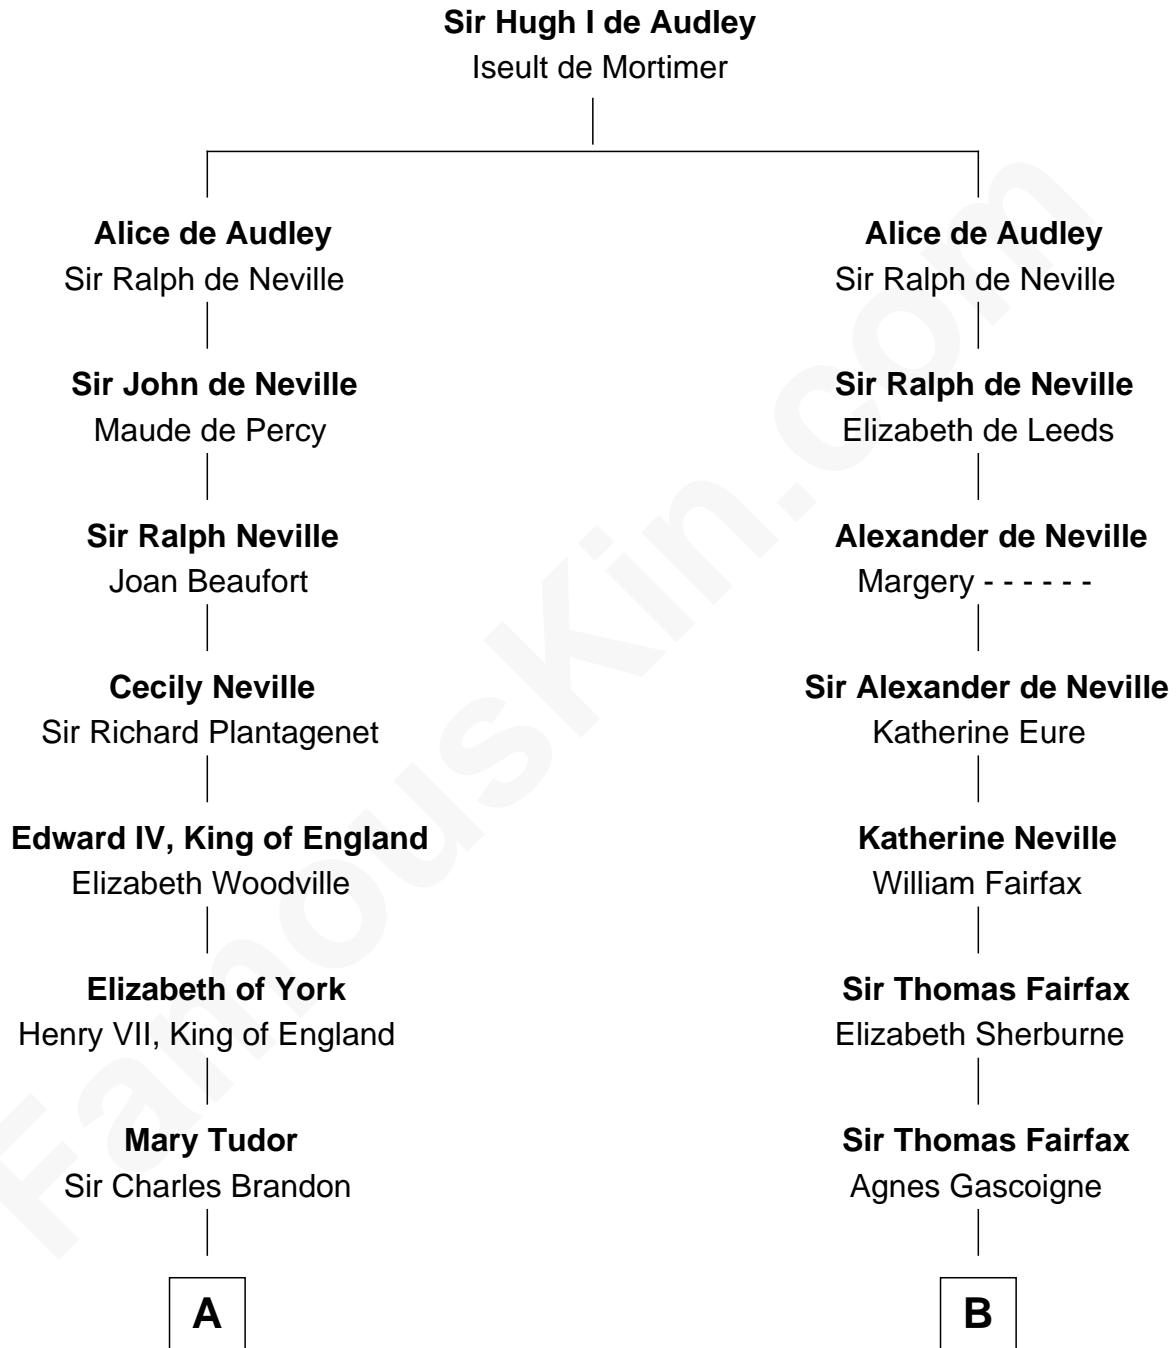 Sir Hugh I de Audley
Iseult de Mortimer
Alice de Audley
Sir Ralph de Neville
Sir John de Neville
Maude de Percy
Sir Ralph Neville
Joan Beaufort
Cecily Neville
Sir Richard Plantagenet
Edward IV, King of England
Elizabeth Woodville
Elizabeth of York
Henry VII, King of England
Mary Tudor
Sir Charles Brandon
A
Alice de Audley
Sir Ralph de Neville
Sir Ralph de Neville
Elizabeth de Leeds
Alexander de Neville
Margery - - - - - -
Sir Alexander de Neville
Katherine Eure
Katherine Neville
William Fairfax
Sir Thomas Fairfax
Elizabeth Sherburne
Sir Thomas Fairfax
Agnes Gascoigne
B
FamousKin.com